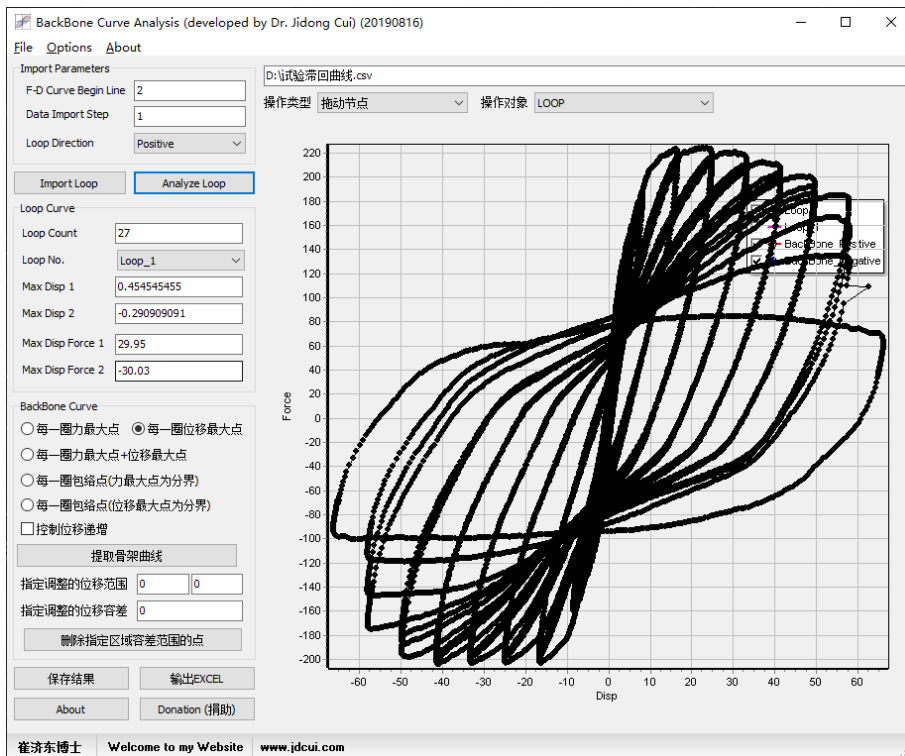 BackBone Curve Analysis (developed by Dr. Jidong Cui) (20190816)
File Options About
Import Parameters
F-D Curve Begin Line 2
Data Import Step 1
Loop Direction Positive
Import Loop Analyze Loop
Loop Curve
Loop Count 27
Loop No. Loop_1
Max Disp 1 0.454545455
Max Disp 2 -0.290909091
Max Disp Force 1 29.95
Max Disp Force 2 -30.03
BackBone Curve
每一圈力最大点 每一圈位移最大点
每一圈力最大点+位移最大点
每一圈包络点(力最大点为分界)
每一圈包络点(位移最大点为分界)
控制位移递增
提取骨架曲线
指定调整的位移范围 0 0
指定调整的位移容差 0
删除指定区域容差范围的点
保存结果 输出EXCEL
About Donation (捐助)
D:\试验滞回曲线.csv
操作类型 拖动节点 操作对象 LOOP
220
200
180
160
140
120
100
80
60
40
20
0
-20
-40
-60
-80
-100
-120
-140
-160
-180
-200
Force
Loop
-60 -50 -40 -30 -20 -10 0 10 20 30 40 50 60
Disp
崔济东博士 Welcome to my Website www.jdcui.com